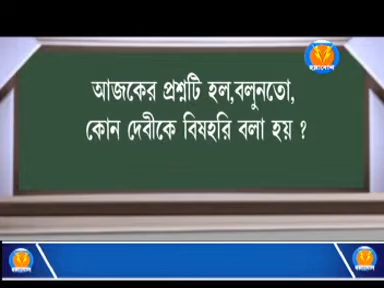 আজকের প্রশ্নটি হল,বলুনতো,
কোন দেবীকে বিষহরি বলা হয় ?